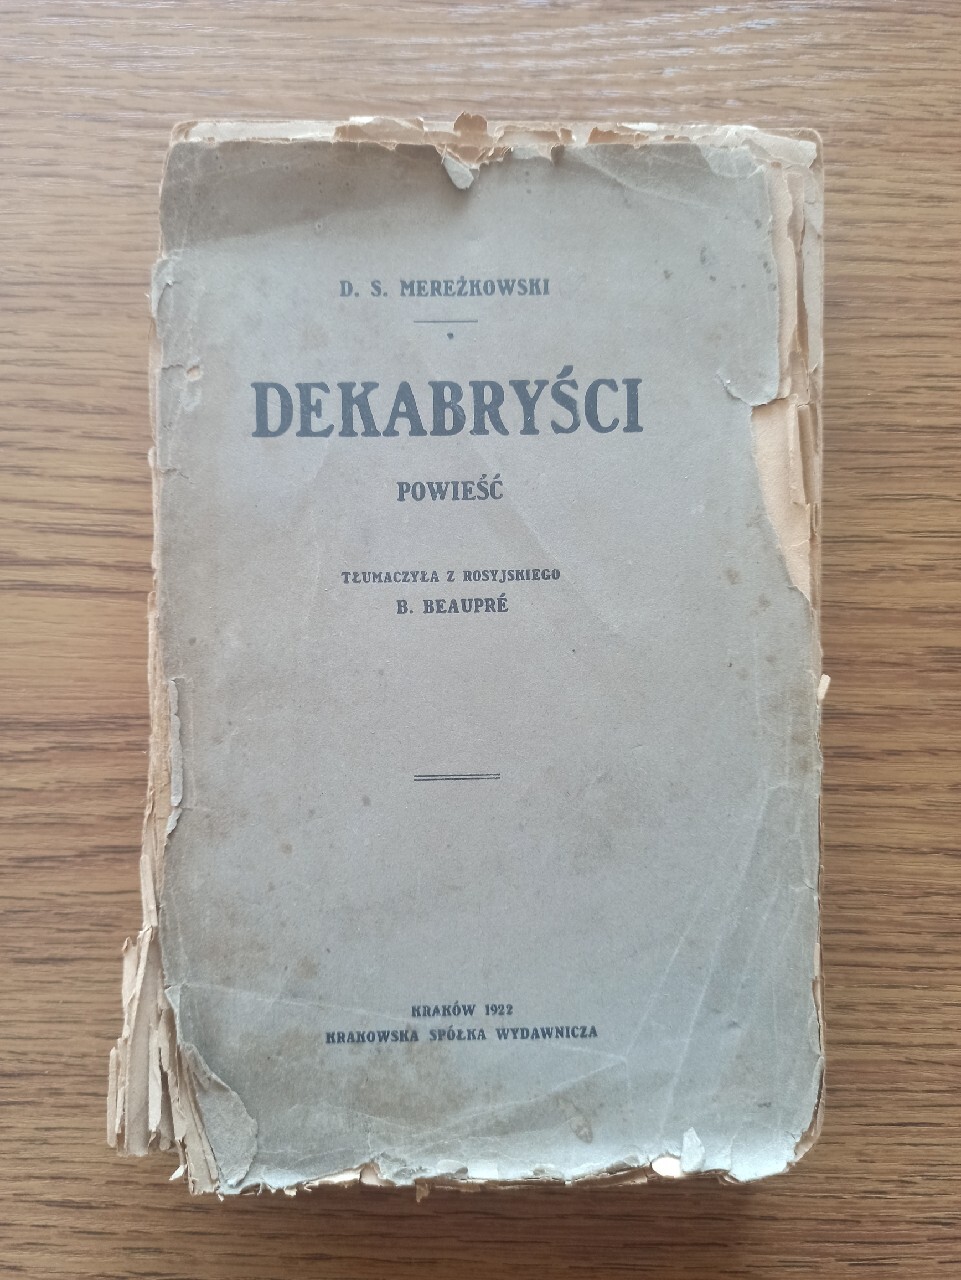 D. S. MEREŻKOWSKI
DEKABRYŚCI
POWIEŚĆ
TŁUMACZYŁA Z ROSYJSKIEGO
B. BEAUPRÉ
KRAKÓW 1922
KRAKOWSKA SPÓŁKA WYDAWNICZA